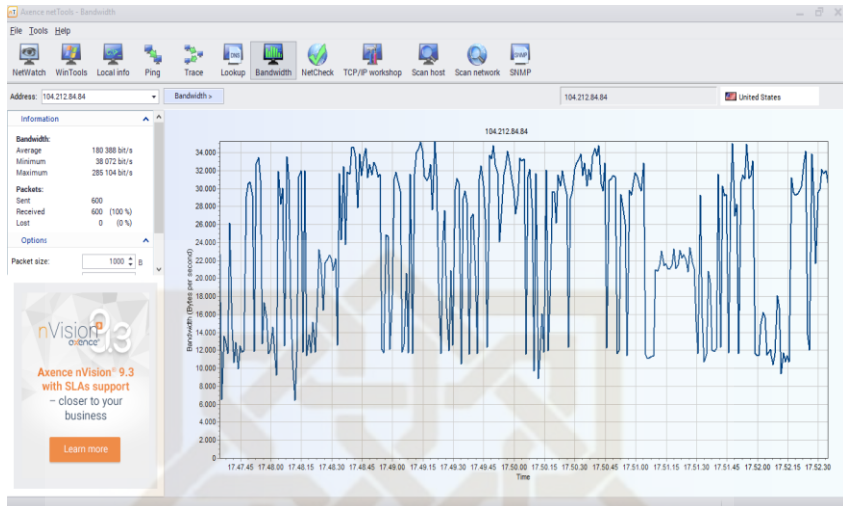 Axence netTools - Bandwidth
File Tools Help
NetWatch WinTools Local info Ping Trace Lookup Bandwidth NetCheck TCP/IP workshop Scan host Scan network SNMP
Address: 104.212.84.84 Bandwidth » 104.212.84.84 United States
Information
Bandwidth:
Average 180 388 bit/s
Minimum 38 072 bit/s
Maximum 285 104 bit/s
Packets:
Sent 600
Received 600 (100 %)
Lost 0 (0 %)
Options
Packet size: 1000 B
nVision 9.3
axence
Axence nVision® 9.3
with SLAs support
– closer to your
business
Learn more
104.212.84.84
Bandwidth (Bytes per second)
34.000
32.000
30.000
28.000
26.000
24.000
22.000
20.000
18.000
16.000
14.000
12.000
10.000
8.000
6.000
4.000
2.000
0
17.47.45 17.48.00 17.48.15 17.48.30 17.48.45 17.49.00 17.49.15 17.49.30 17.49.45 17.50.00 17.50.15 17.50.30 17.50.45 17.51.00 17.51.15 17.51.30 17.51.45 17.52.00 17.52.15 17.52.30
Time